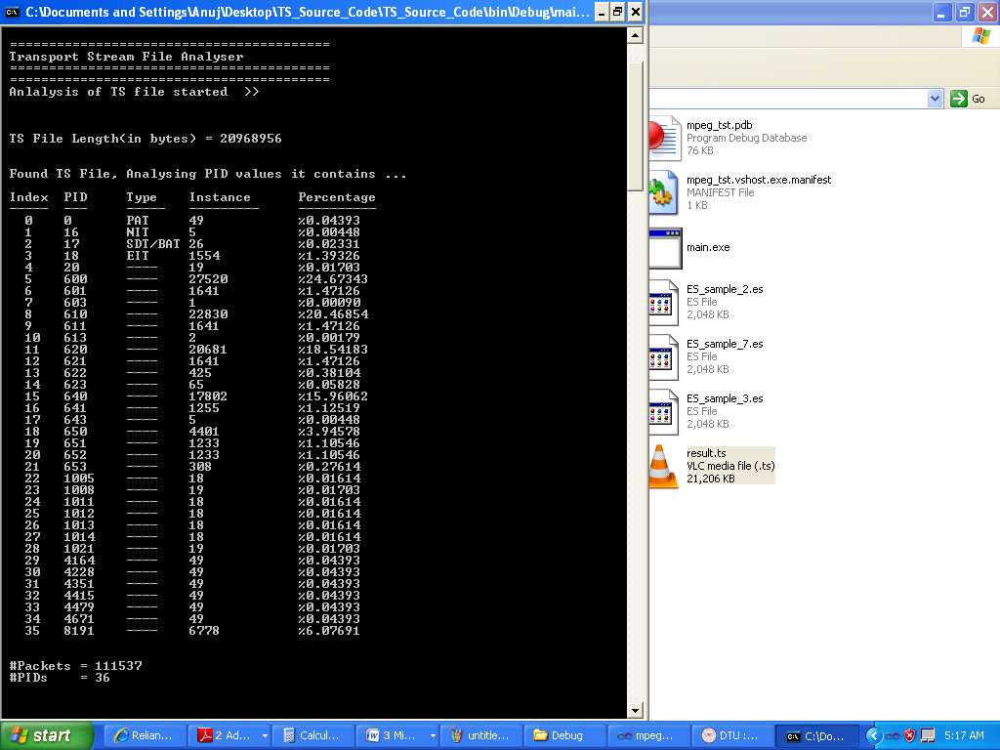 C:\Documents and Settings\Anuj\Desktop\TS_Source_Code\TS_Source_Code\bin\Debug\mai...
========================================
Transport Stream File Analyser
========================================
========================================
Anlalysis of TS file started >>
TS File Length(in bytes) = 20968956
Found TS File, Analysing PID values it contains ...
Index PID Type Instance Percentage
----- --- ----- --------- ----------
0 0 PAT 49 %0.04393
1 16 NIT 5 %0.00448
2 17 SDT/BAT 26 %0.02331
3 18 EIT 1554 %1.39326
4 20 ---- 19 %0.01703
5 600 ---- 27520 %24.67343
6 601 ---- 1641 %1.47126
7 603 ---- 1 %0.00090
8 610 ---- 22830 %20.46854
9 611 ---- 1641 %1.47126
10 613 ---- 2 %0.00179
11 620 ---- 20681 %18.54183
12 621 ---- 1641 %1.47126
13 622 ---- 425 %0.38104
14 623 ---- 65 %0.05828
15 640 ---- 17802 %15.96062
16 641 ---- 1255 %1.12519
17 643 ---- 5 %0.00448
18 650 ---- 4401 %3.94578
19 651 ---- 1233 %1.10546
20 652 ---- 1233 %1.10546
21 653 ---- 308 %0.27614
22 1005 ---- 18 %0.01614
23 1008 ---- 19 %0.01703
24 1011 ---- 18 %0.01614
25 1012 ---- 18 %0.01614
26 1013 ---- 18 %0.01614
27 1014 ---- 18 %0.01614
28 1021 ---- 19 %0.01703
29 4164 ---- 49 %0.04393
30 4228 ---- 49 %0.04393
31 4351 ---- 49 %0.04393
32 4415 ---- 49 %0.04393
33 4479 ---- 49 %0.04393
34 4671 ---- 49 %0.04393
35 8191 ---- 6778 %6.07691
#Packets = 111537
#PIDs = 36
Go
mpeg_tst.pdb
Program Debug Database
76 KB
mpeg_tst.vshost.exe.manifest
MANIFEST File
1 KB
main.exe
ES_sample_2.es
ES File
2,048 KB
ES_sample_7.es
ES File
2,048 KB
ES_sample_3.es
ES File
2,048 KB
result.ts
VLC media file (.ts)
21,206 KB
start
Relian...
2 Ad...
Calcul...
3 Mi...
untitle...
Debug
mpeg...
DTU :...
C:\Do...
5:17 AM